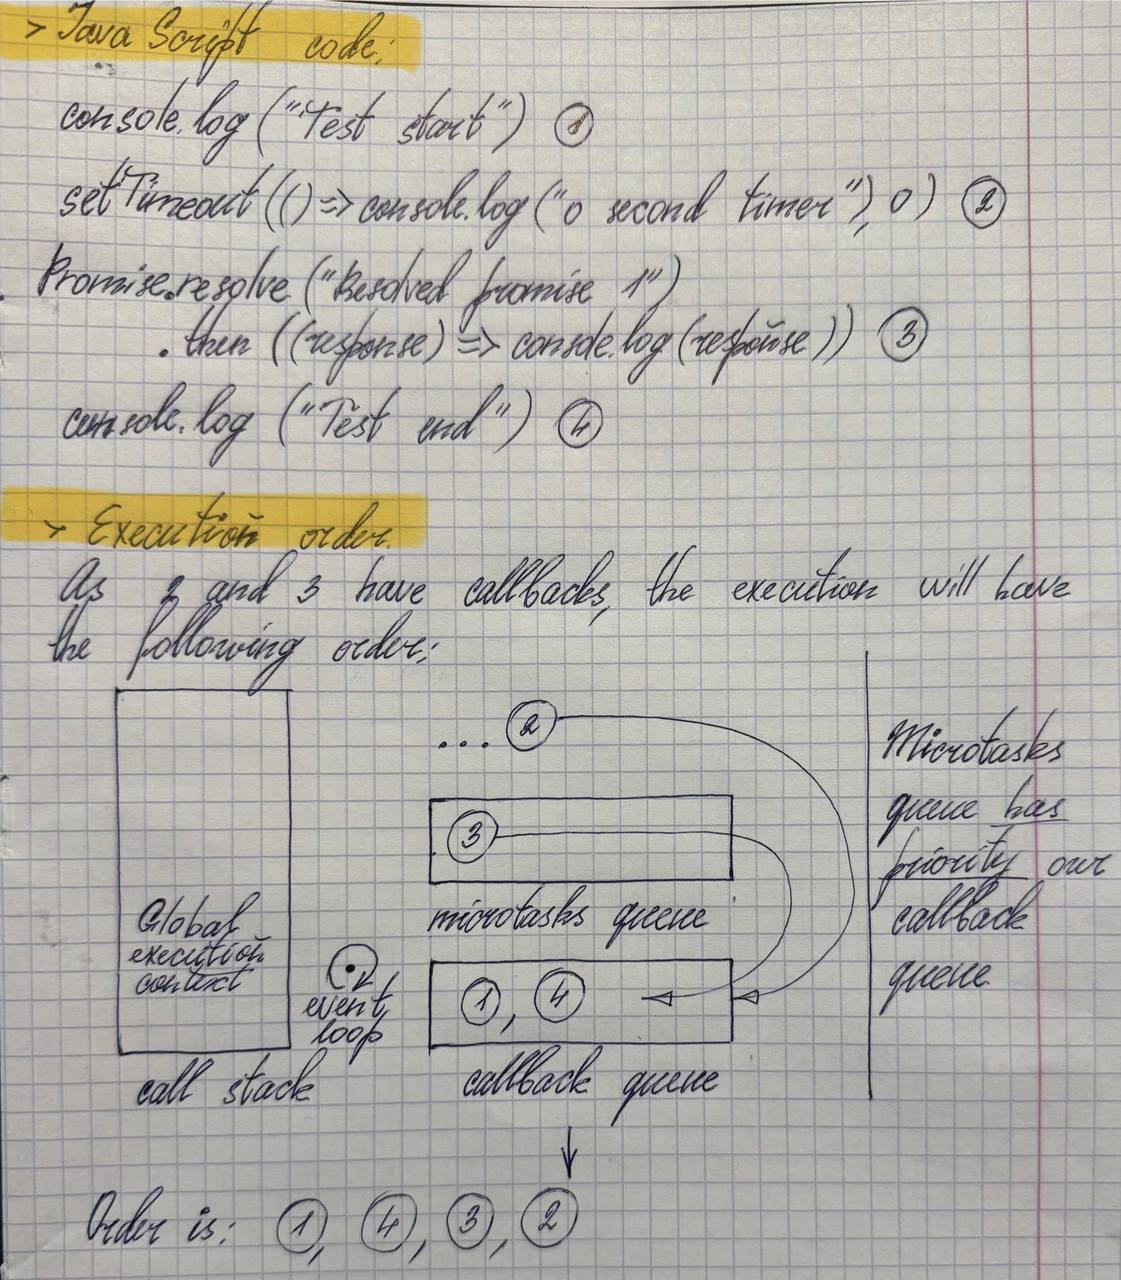 > Java Script code:
console.log ("Test start") ①
setTimeout (() => console.log ("0 second timer"), 0) ②
Promise.resolve ("Resolved promise 1")
.then ((response) => console.log (response)) ③
console.log ("Test end") ④
> Execution order.
As 2 and 3 have callbacks, the execution will have
the following order:
... ②
③
microtasks queue
①, ④
callback queue
Global
execution
context
call stack
event
loop
Microtasks
queue has
priority over
callback
queue.
Order is: ①, ④, ③, ②